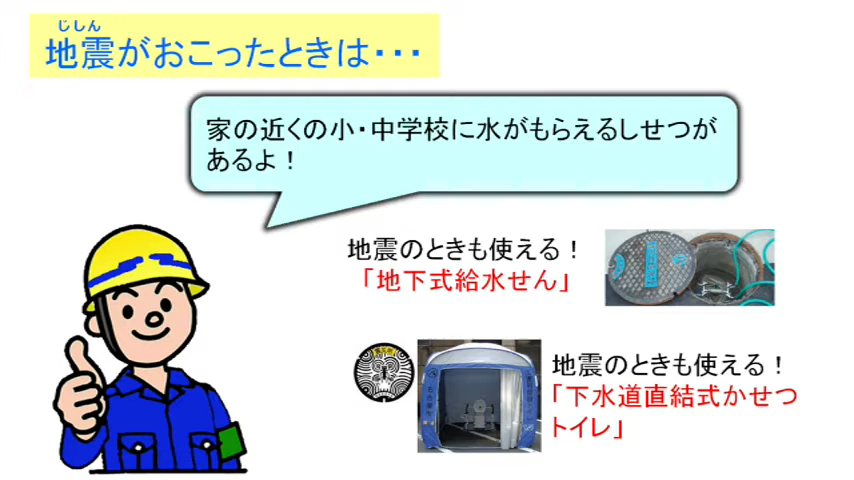 じしん
地震がおこったときは・・・
家の近くの小・中学校に水がもらえるしせつが
あるよ！
地震のときも使える！
「地下式給水せん」
地震のときも使える！
「下水道直結式かせつ
トイレ」